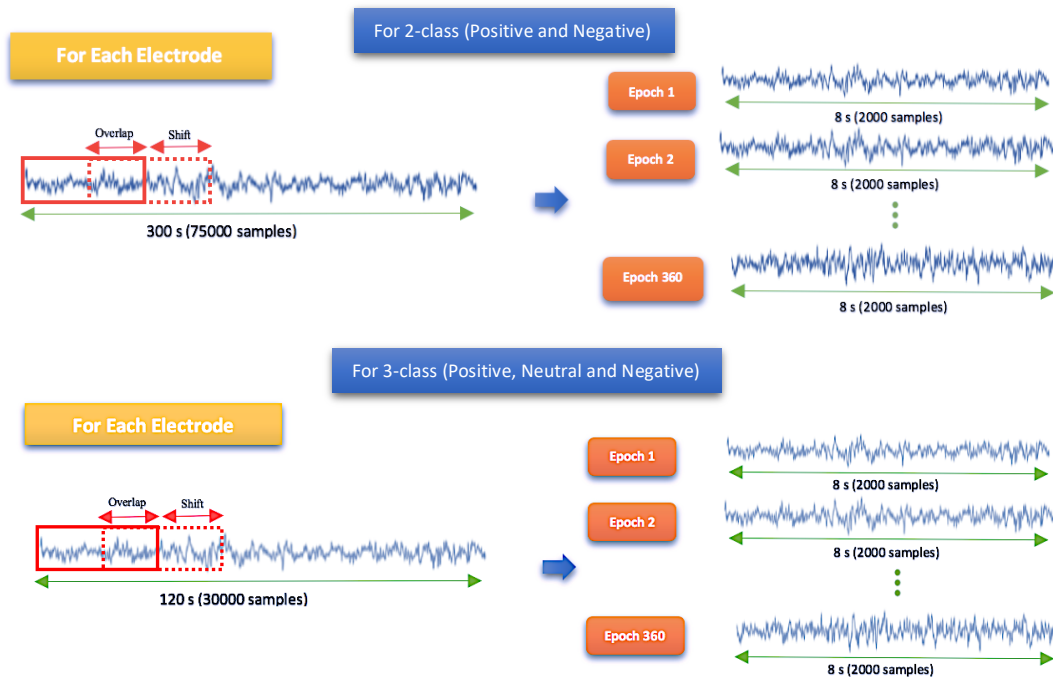 For 2-class (Positive and Negative)
For Each Electrode
Overlap
Shift
300 s (75000 samples)
Epoch 1
8 s (2000 samples)
Epoch 2
8 s (2000 samples)
Epoch 360
8 s (2000 samples)
For 3-class (Positive, Neutral and Negative)
For Each Electrode
Overlap
Shift
120 s (30000 samples)
Epoch 1
8 s (2000 samples)
Epoch 2
8 s (2000 samples)
Epoch 360
8 s (2000 samples)